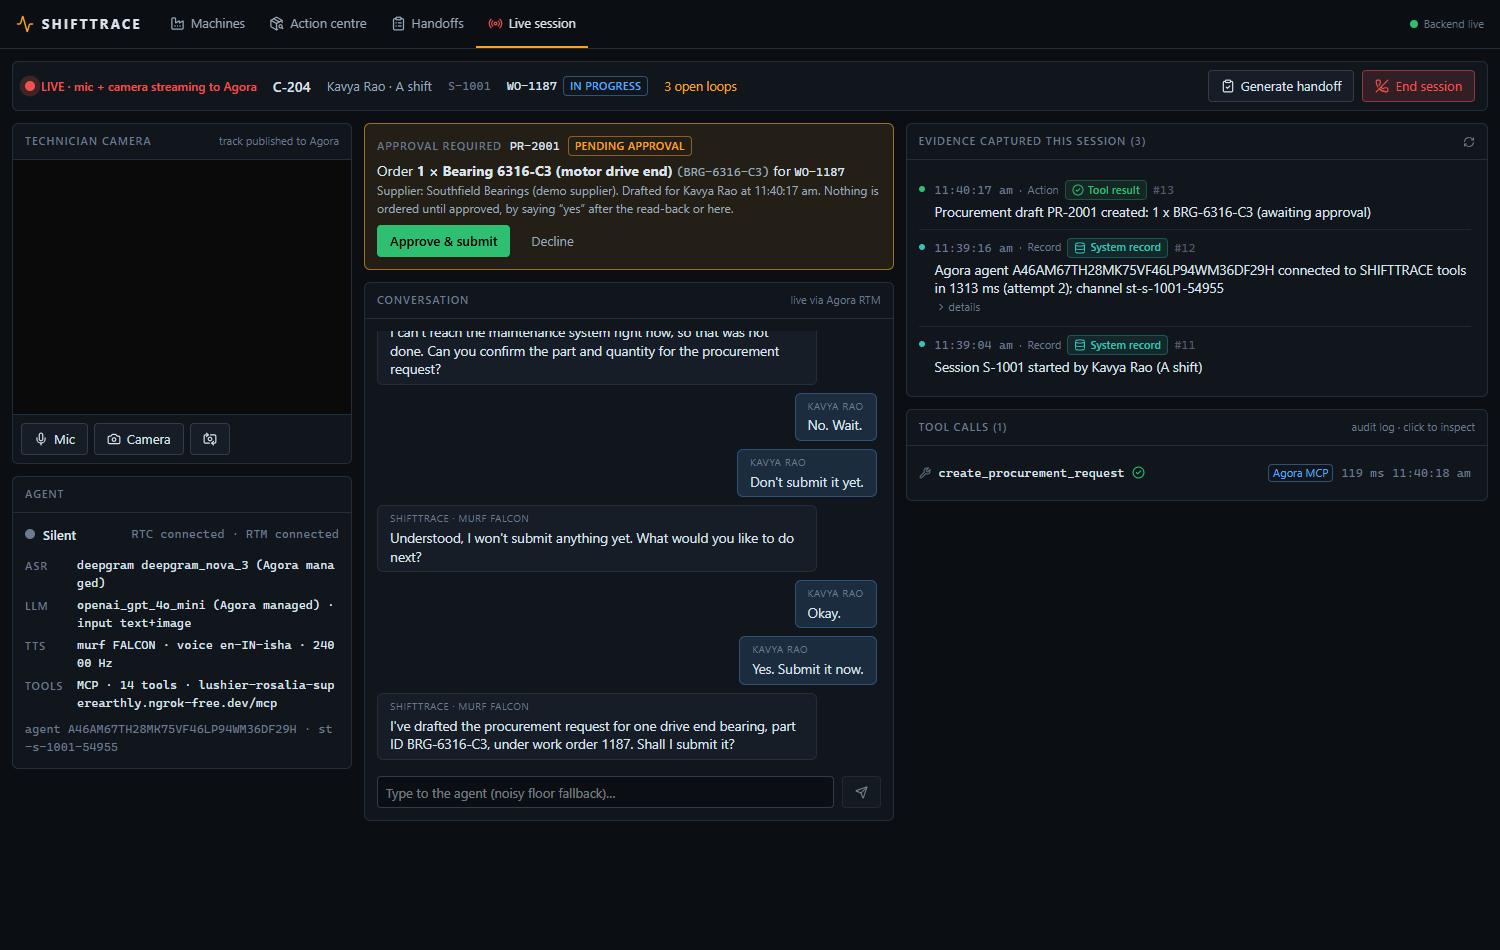 SHIFTTRACE
Machines
Action centre
Handoffs
Live session
Backend live
LIVE · mic + camera streaming to Agora
C-204
Kavya Rao · A shift
S-1001
WO-1187
IN PROGRESS
3 open loops
Generate handoff
End session
TECHNICIAN CAMERA
track published to Agora
Mic
Camera
AGENT
Silent
RTC connected · RTM connected
ASR
deepgram deepgram_nova_3 (Agora mana
ged)
LLM
openai_gpt_4o_mini (Agora managed) ·
input text+image
TTS
murf FALCON · voice en-IN-isha · 240
00 Hz
TOOLS
MCP · 14 tools · lushier-rosalia-sup
erearthly.ngrok-free.dev/mcp
agent A46AM67TH28MK75VF46LP94WM36DF29H · st
-s-1001-54955
APPROVAL REQUIRED PR-2001 PENDING APPROVAL
Order 1 × Bearing 6316-C3 (motor drive end) (BRG-6316-C3) for WO-1187
Supplier: Southfield Bearings (demo supplier). Drafted for Kavya Rao at 11:40:17 am. Nothing is
ordered until approved, by saying “yes” after the read-back or here.
Approve & submit
Decline
CONVERSATION
live via Agora RTM
I can't reach the maintenance system right now, so that was not
done. Can you confirm the part and quantity for the procurement
request?
KAVYA RAO
No. Wait.
KAVYA RAO
Don't submit it yet.
SHIFTTRACE · MURF FALCON
Understood, I won't submit anything yet. What would you like to do
next?
KAVYA RAO
Okay.
KAVYA RAO
Yes. Submit it now.
SHIFTTRACE · MURF FALCON
I've drafted the procurement request for one drive end bearing, part
ID BRG-6316-C3, under work order 1187. Shall I submit it?
Type to the agent (noisy floor fallback)...
EVIDENCE CAPTURED THIS SESSION (3)
11:40:17 am · Action Tool result #13
Procurement draft PR-2001 created: 1 x BRG-6316-C3 (awaiting approval)
11:39:16 am · Record System record #12
Agora agent A46AM67TH28MK75VF46LP94WM36DF29H connected to SHIFTTRACE tools
in 1313 ms (attempt 2); channel st-s-1001-54955
details
11:39:04 am · Record System record #11
Session S-1001 started by Kavya Rao (A shift)
TOOL CALLS (1)
audit log · click to inspect
create_procurement_request
Agora MCP 119 ms 11:40:18 am